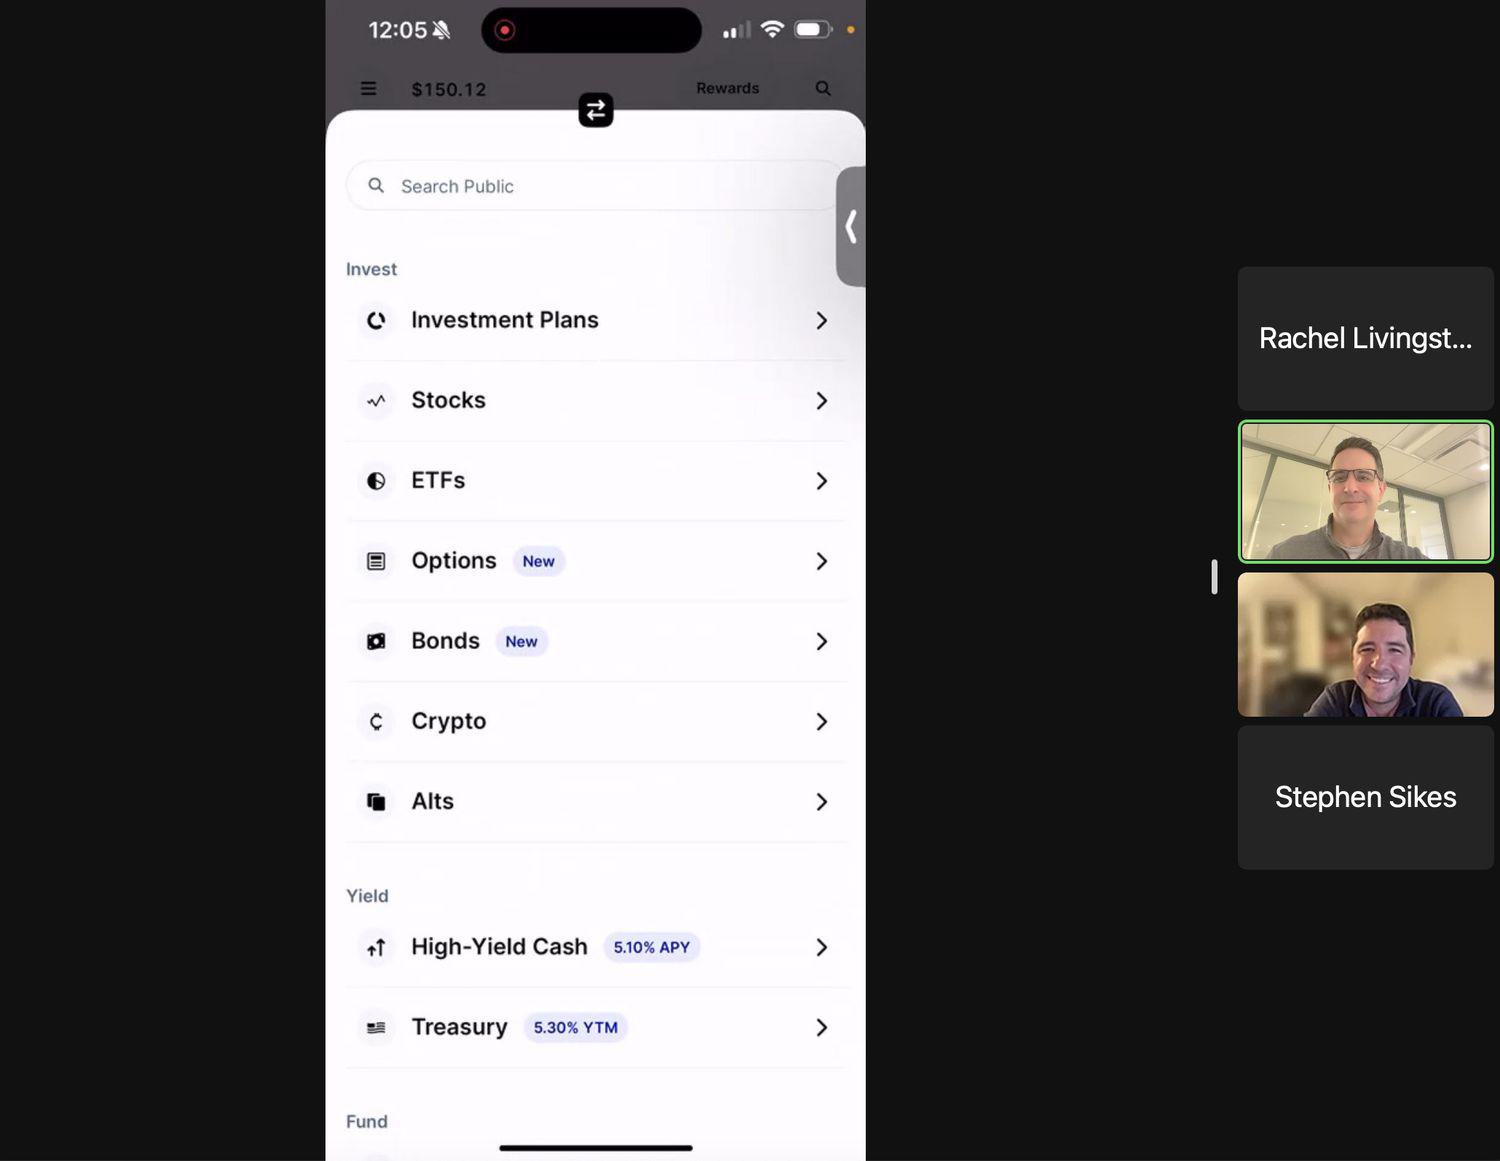 12:05
$150.12
Rewards
Search Public
Invest
Investment Plans
Stocks
ETFs
Options New
Bonds New
Crypto
Alts
Yield
High-Yield Cash 5.10% APY
Treasury 5.30% YTM
Fund
Rachel Livingst...
Stephen Sikes